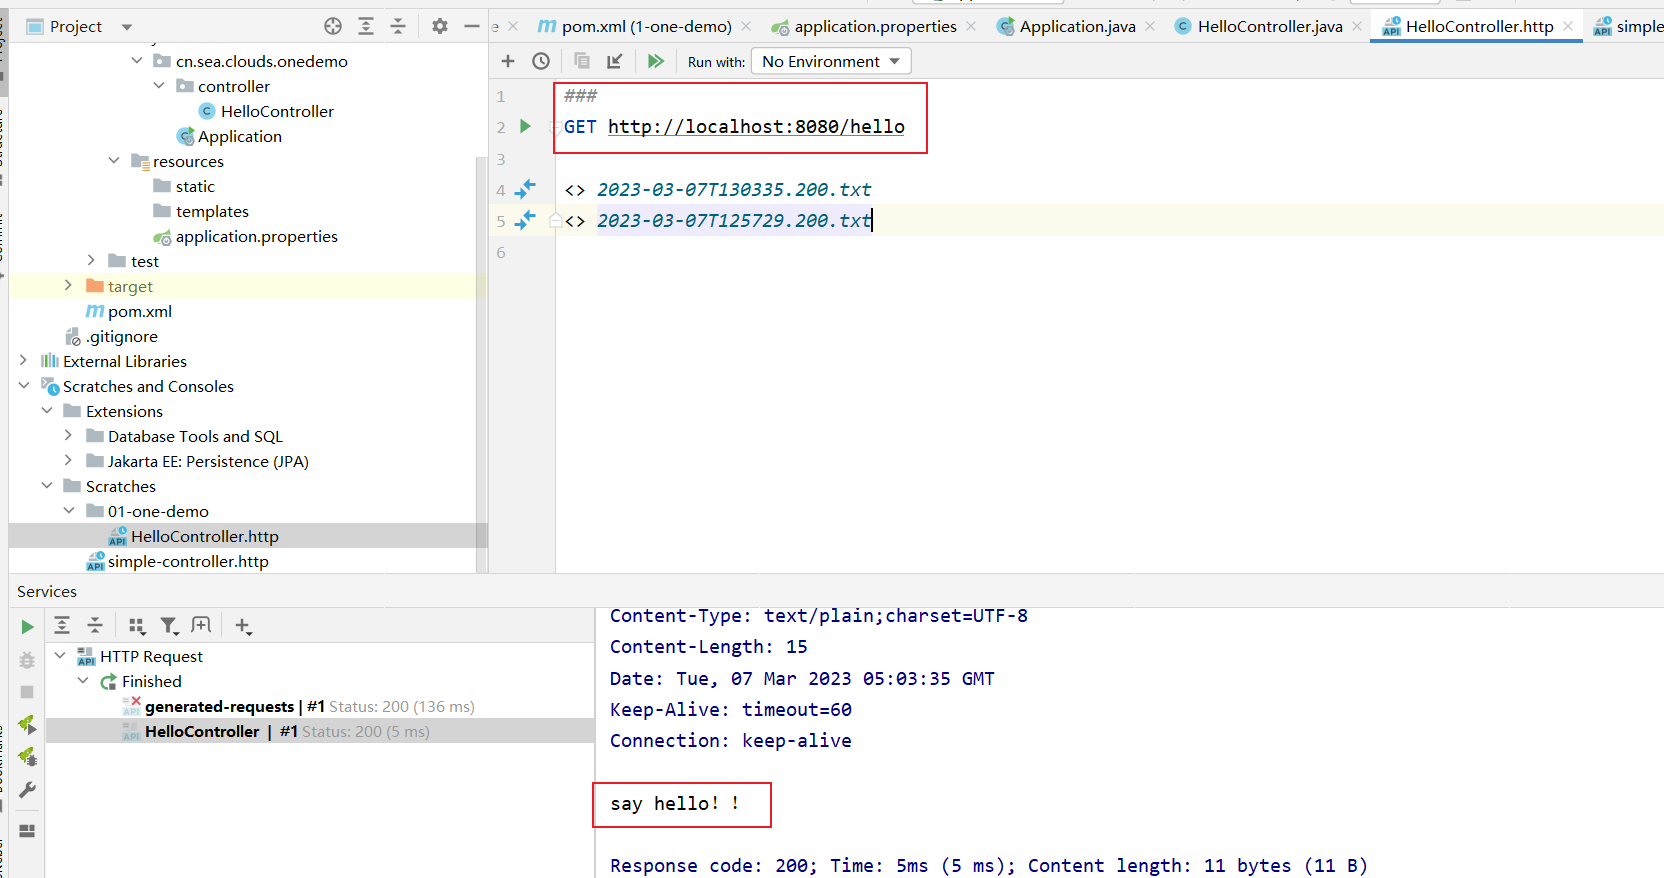 Project
e
pom.xml (1-one-demo)
application.properties
Application.java
HelloController.java
HelloController.http
simple
cn.sea.clouds.onedemo
controller
HelloController
Application
resources
static
templates
application.properties
test
target
pom.xml
.gitignore
External Libraries
Scratches and Consoles
Extensions
Database Tools and SQL
Jakarta EE: Persistence (JPA)
Scratches
01-one-demo
HelloController.http
simple-controller.http
Run with: No Environment
1 ###
2 GET http://localhost:8080/hello
3
4 <> 2023-03-07T130335.200.txt
5 <> 2023-03-07T125729.200.txt
6
Services
HTTP Request
Finished
generated-requests | #1 Status: 200 (136 ms)
HelloController | #1 Status: 200 (5 ms)
Content-Type: text/plain;charset=UTF-8
Content-Length: 15
Date: Tue, 07 Mar 2023 05:03:35 GMT
Keep-Alive: timeout=60
Connection: keep-alive
say hello！！
Response code: 200; Time: 5ms (5 ms); Content length: 11 bytes (11 B)